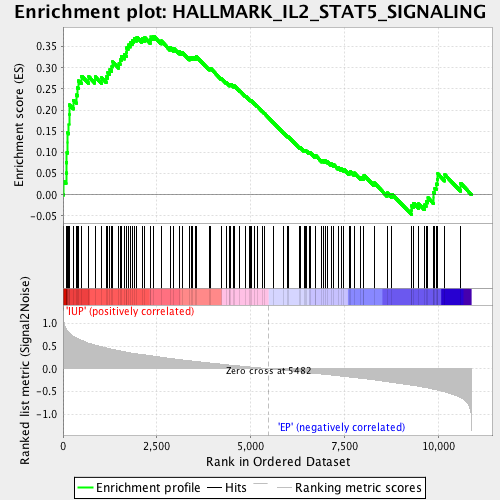 Enrichment plot: HALLMARK_IL2_STAT5_SIGNALING
Enrichment score (ES)
0.35
0.30
0.25
0.20
0.15
0.10
0.05
0.00
-0.05
'IUP' (positively correlated)
Ranked list metric (Signal2Noise)
1.0
0.5
0.0
-0.5
-1.0
Zero cross at 5482
'EP' (negatively correlated)
0
2,500
5,000
7,500
10,000
Rank in Ordered Dataset
Enrichment profile
Hits
Ranking metric scores